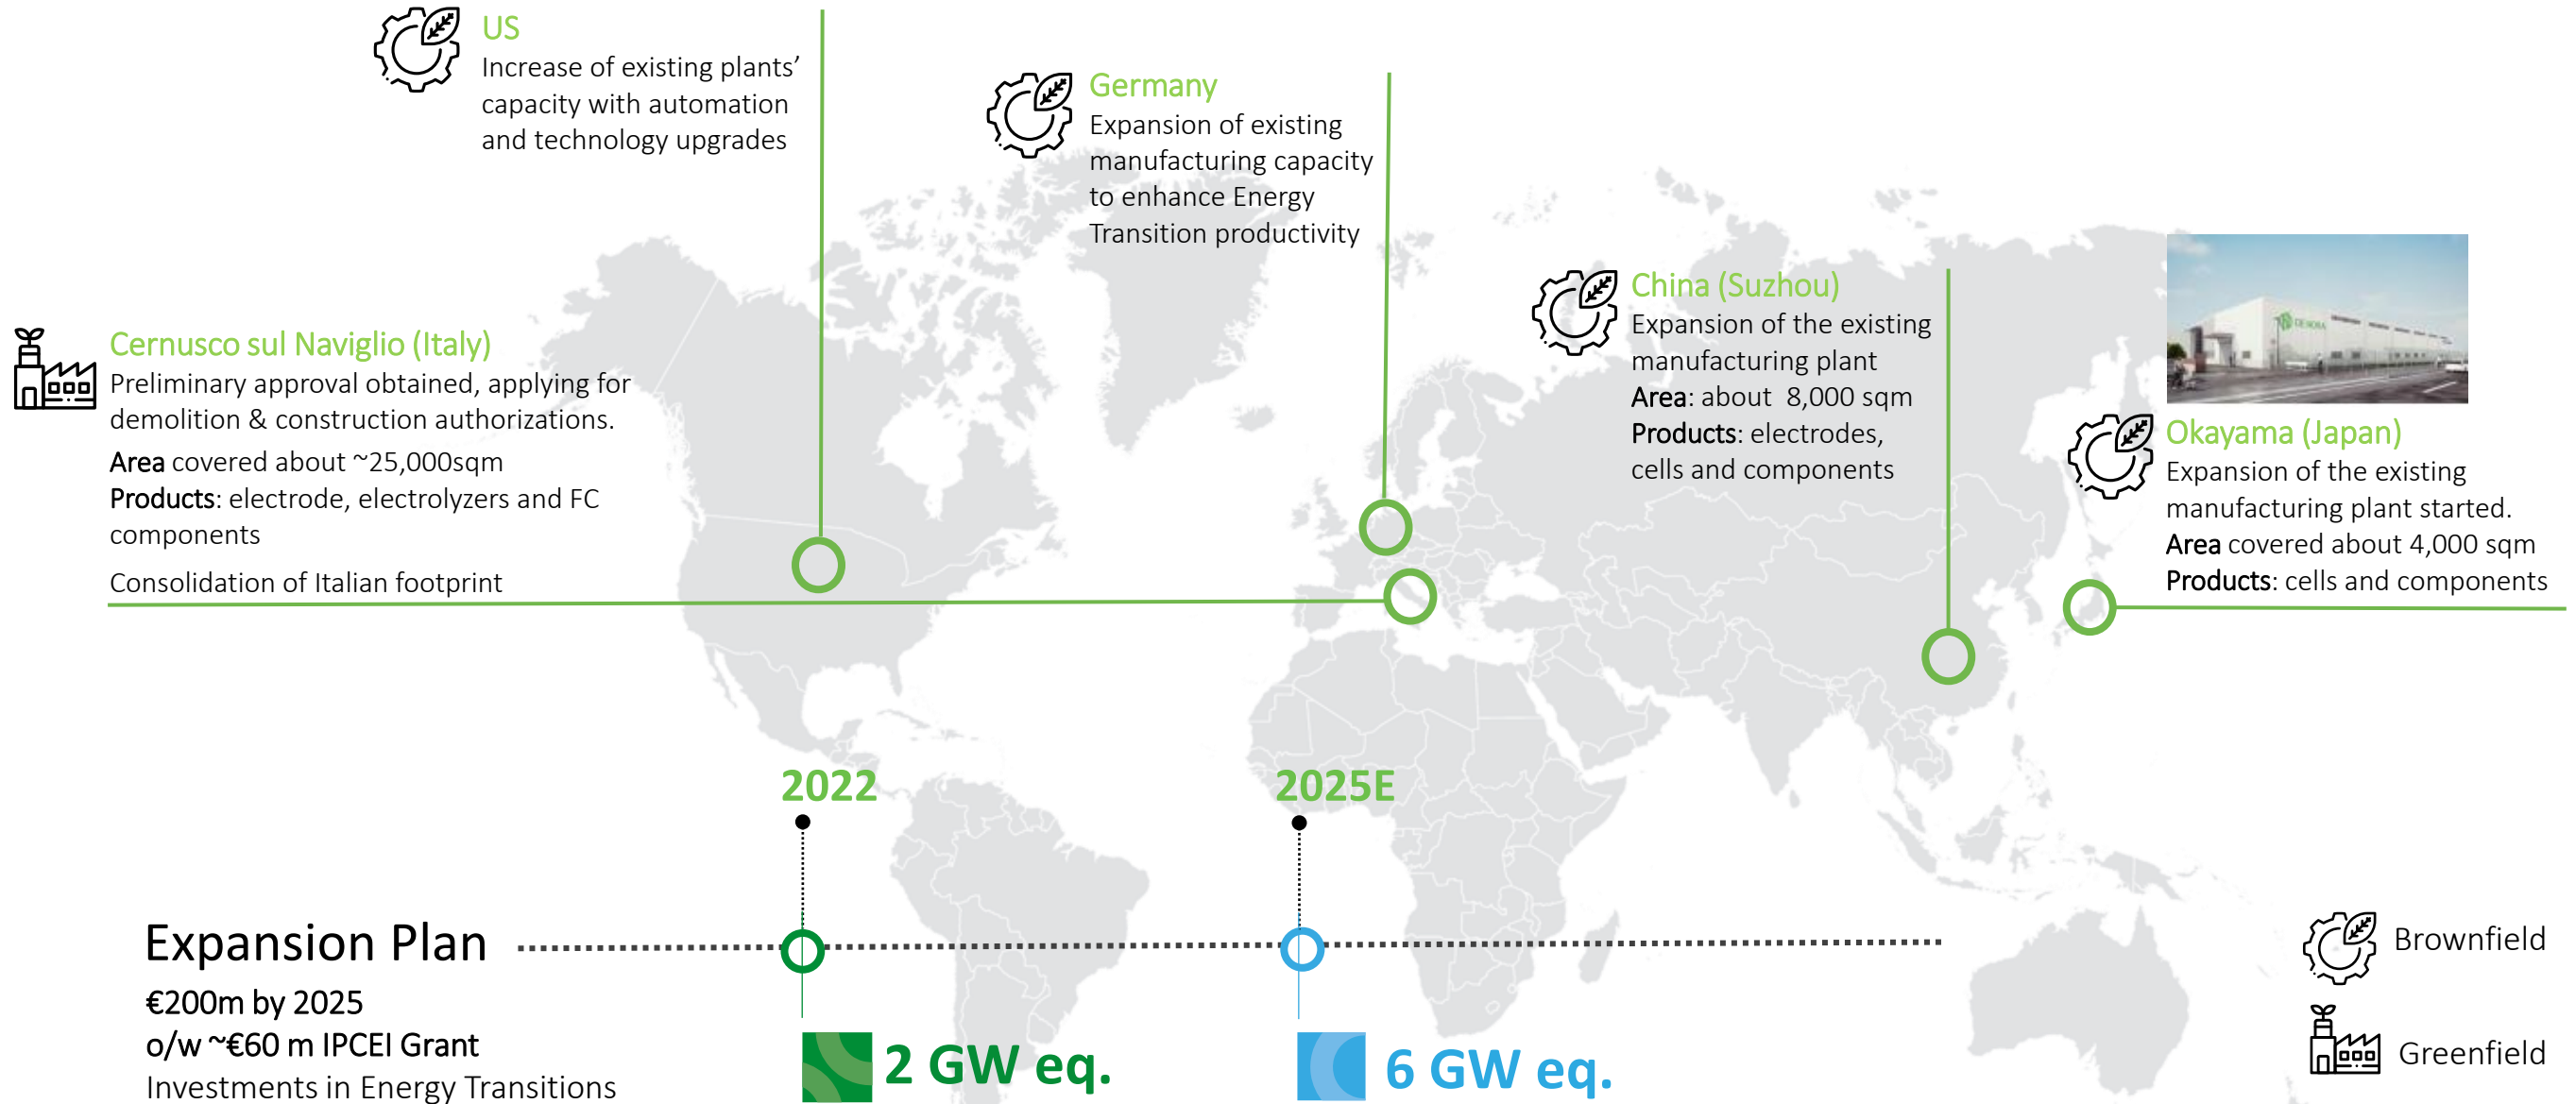 US
Increase of existing plants’
capacity with automation
and technology upgrades
Germany
Expansion of existing
manufacturing capacity
to enhance Energy
Transition productivity
China (Suzhou)
Expansion of the existing
manufacturing plant
Area: about 8,000 sqm
Products: electrodes,
cells and components
DE NORA
Okayama (Japan)
Expansion of the existing
manufacturing plant started.
Area covered about 4,000 sqm
Products: cells and components
Cernusco sul Naviglio (Italy)
Preliminary approval obtained, applying for
demolition & construction authorizations.
Area covered about ~25,000sqm
Products: electrode, electrolyzers and FC
components
Consolidation of Italian footprint
2022
2025E
Expansion Plan
€200m by 2025
o/w ~€60 m IPCEI Grant
Investments in Energy Transitions
2 GW eq.
6 GW eq.
Brownfield
Greenfield